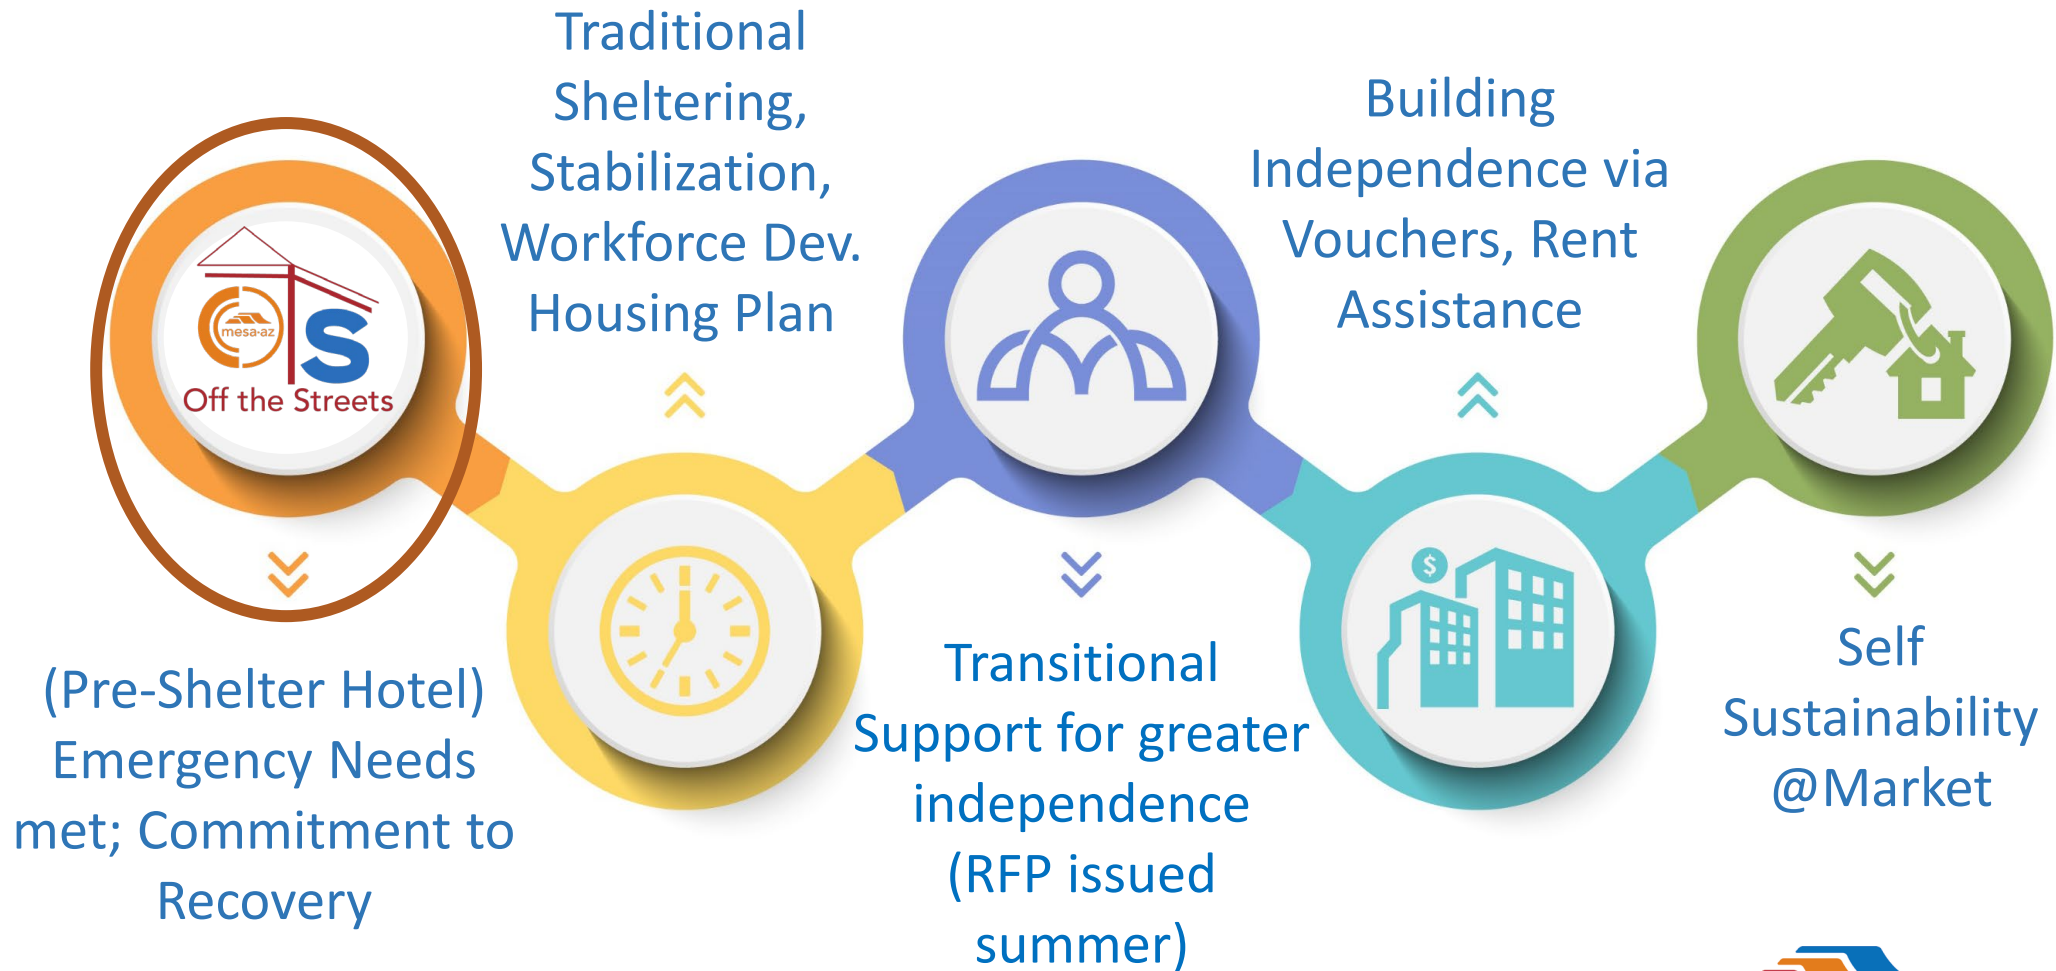 mesa·az
S
Off the Streets
(Pre-Shelter Hotel)
Emergency Needs
met; Commitment to
Recovery
Traditional
Sheltering,
Stabilization,
Workforce Dev.
Housing Plan
Transitional
Support for greater
independence
(RFP issued
summer)
Building
Independence via
Vouchers, Rent
Assistance
$
Self
Sustainability
@Market